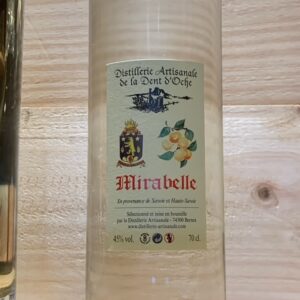 Distillerie Artisanale
de la Dent d'Oche
Mirabelle
En provenance de Savoie et Haute-Savoie
Sélectionné et mise en bouteille
par la Distillerie Artisanale - 74500 Bernex
www.distillerie-artisanale.com
45% vol.
70 cl.